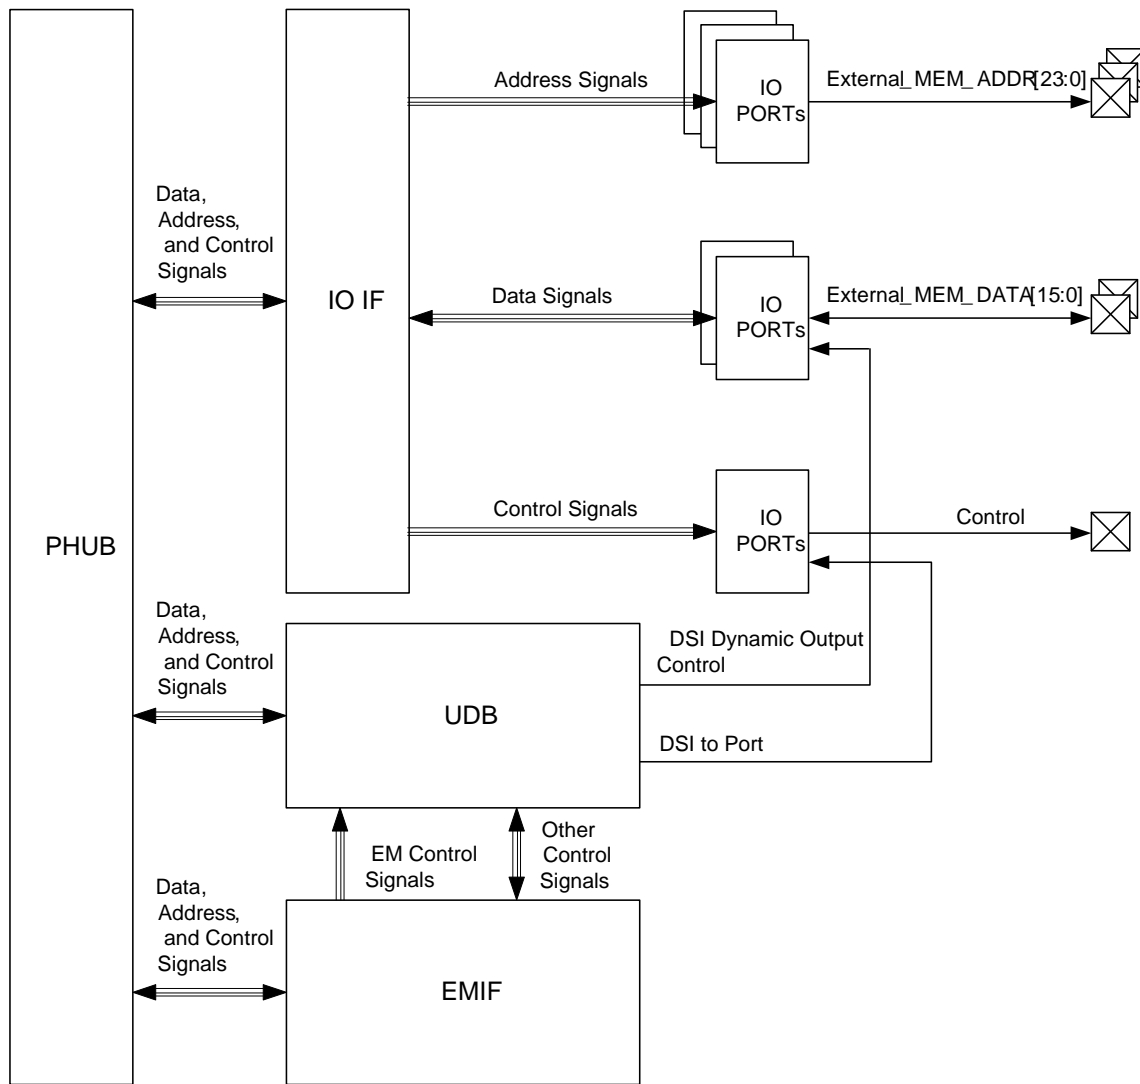 Address Signals
IO
PORTs
External_MEM_ADDR[23:0]
Data,
Address,
and Control
Signals
IO IF
Data Signals
IO
PORTs
External_MEM_DATA[15:0]
PHUB
Control Signals
IO
PORTs
Control
Data,
Address,
and Control
Signals
UDB
DSI Dynamic Output
Control
DSI to Port
EM Control
Signals
Other
Control
Signals
Data,
Address,
and Control
Signals
EMIF